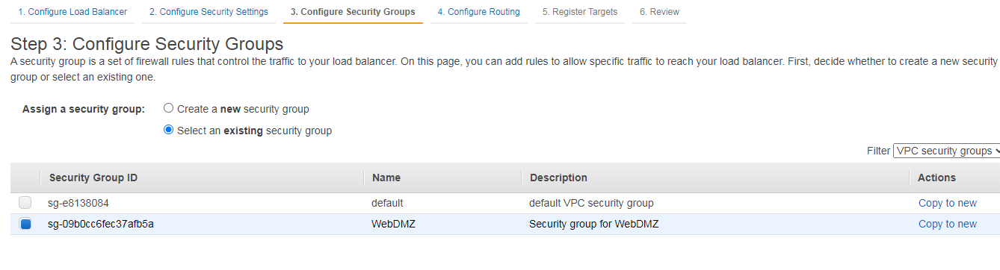 1. Configure Load Balancer 2. Configure Security Settings 3. Configure Security Groups 4. Configure Routing 5. Register Targets 6. Review
Step 3: Configure Security Groups
A security group is a set of firewall rules that control the traffic to your load balancer. On this page, you can add rules to allow specific traffic to reach your load balancer. First, decide whether to create a new security
group or select an existing one.
Assign a security group: Create a new security group
Select an existing security group
Filter VPC security groups
Security Group ID Name Description Actions
sg-e8138084 default default VPC security group Copy to new
sg-09b0cc6fec37afb5a WebDMZ Security group for WebDMZ Copy to new